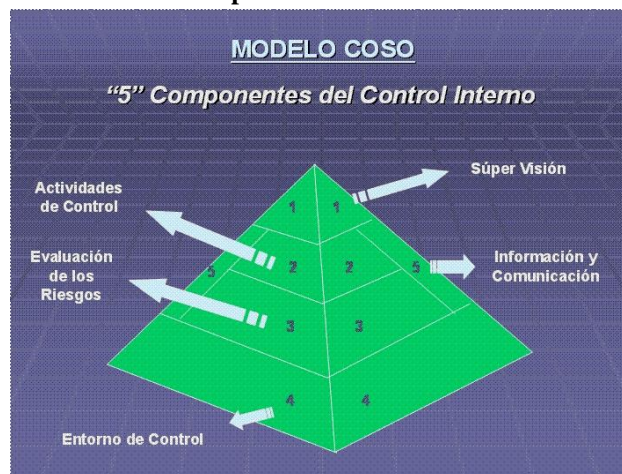 MODELO COSO
"5" Componentes del Control Interno
Súper Visión
Actividades
de Control
Evaluación
de los
Riesgos
Información y
Comunicación
Entorno de Control
1 1
2 2
5 5
3 3
4 4